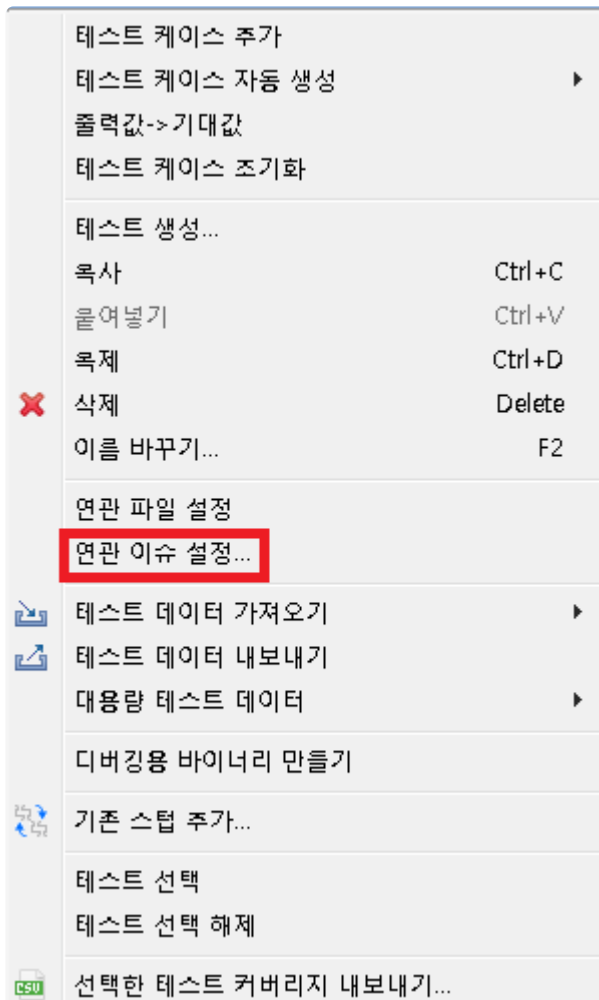 테스트 케이스 추가
테스트 케이스 자동 생성
출력값->기대값
테스트 케이스 초기화
테스트 생성...
복사 Ctrl+C
붙여넣기 Ctrl+V
복제 Ctrl+D
삭제 Delete
이름 바꾸기... F2
연관 파일 설정
연관 이슈 설정...
테스트 데이터 가져오기
테스트 데이터 내보내기
대용량 테스트 데이터
디버깅용 바이너리 만들기
기존 스텁 추가...
테스트 선택
테스트 선택 해제
CSV 선택한 테스트 커버리지 내보내기...